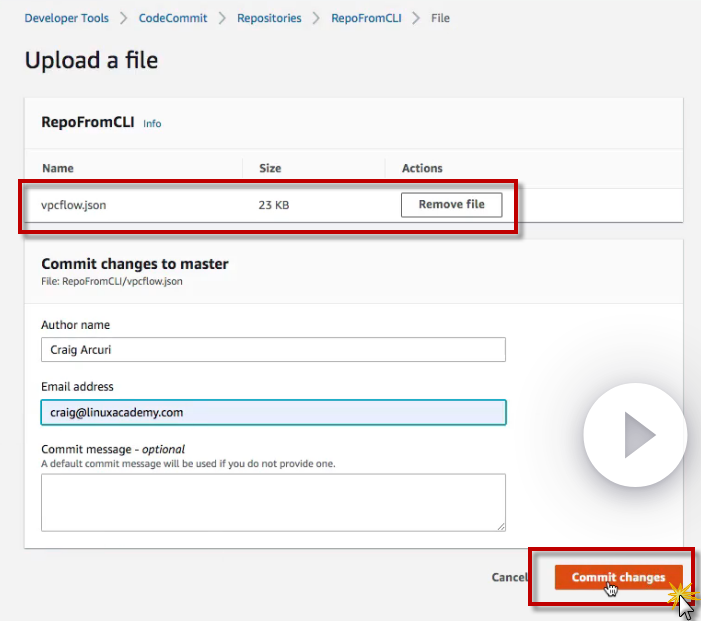 Developer Tools > CodeCommit > Repositories > RepoFromCLI > File
Upload a file
RepoFromCLI Info
Name Size Actions
vpcflow.json 23 KB Remove file
Commit changes to master
File: RepoFromCLI/vpcflow.json
Author name
Craig Arcuri
Email address
craig@linuxacademy.com
Commit message - optional
A default commit message will be used if you do not provide one.
Cancel Commit changes